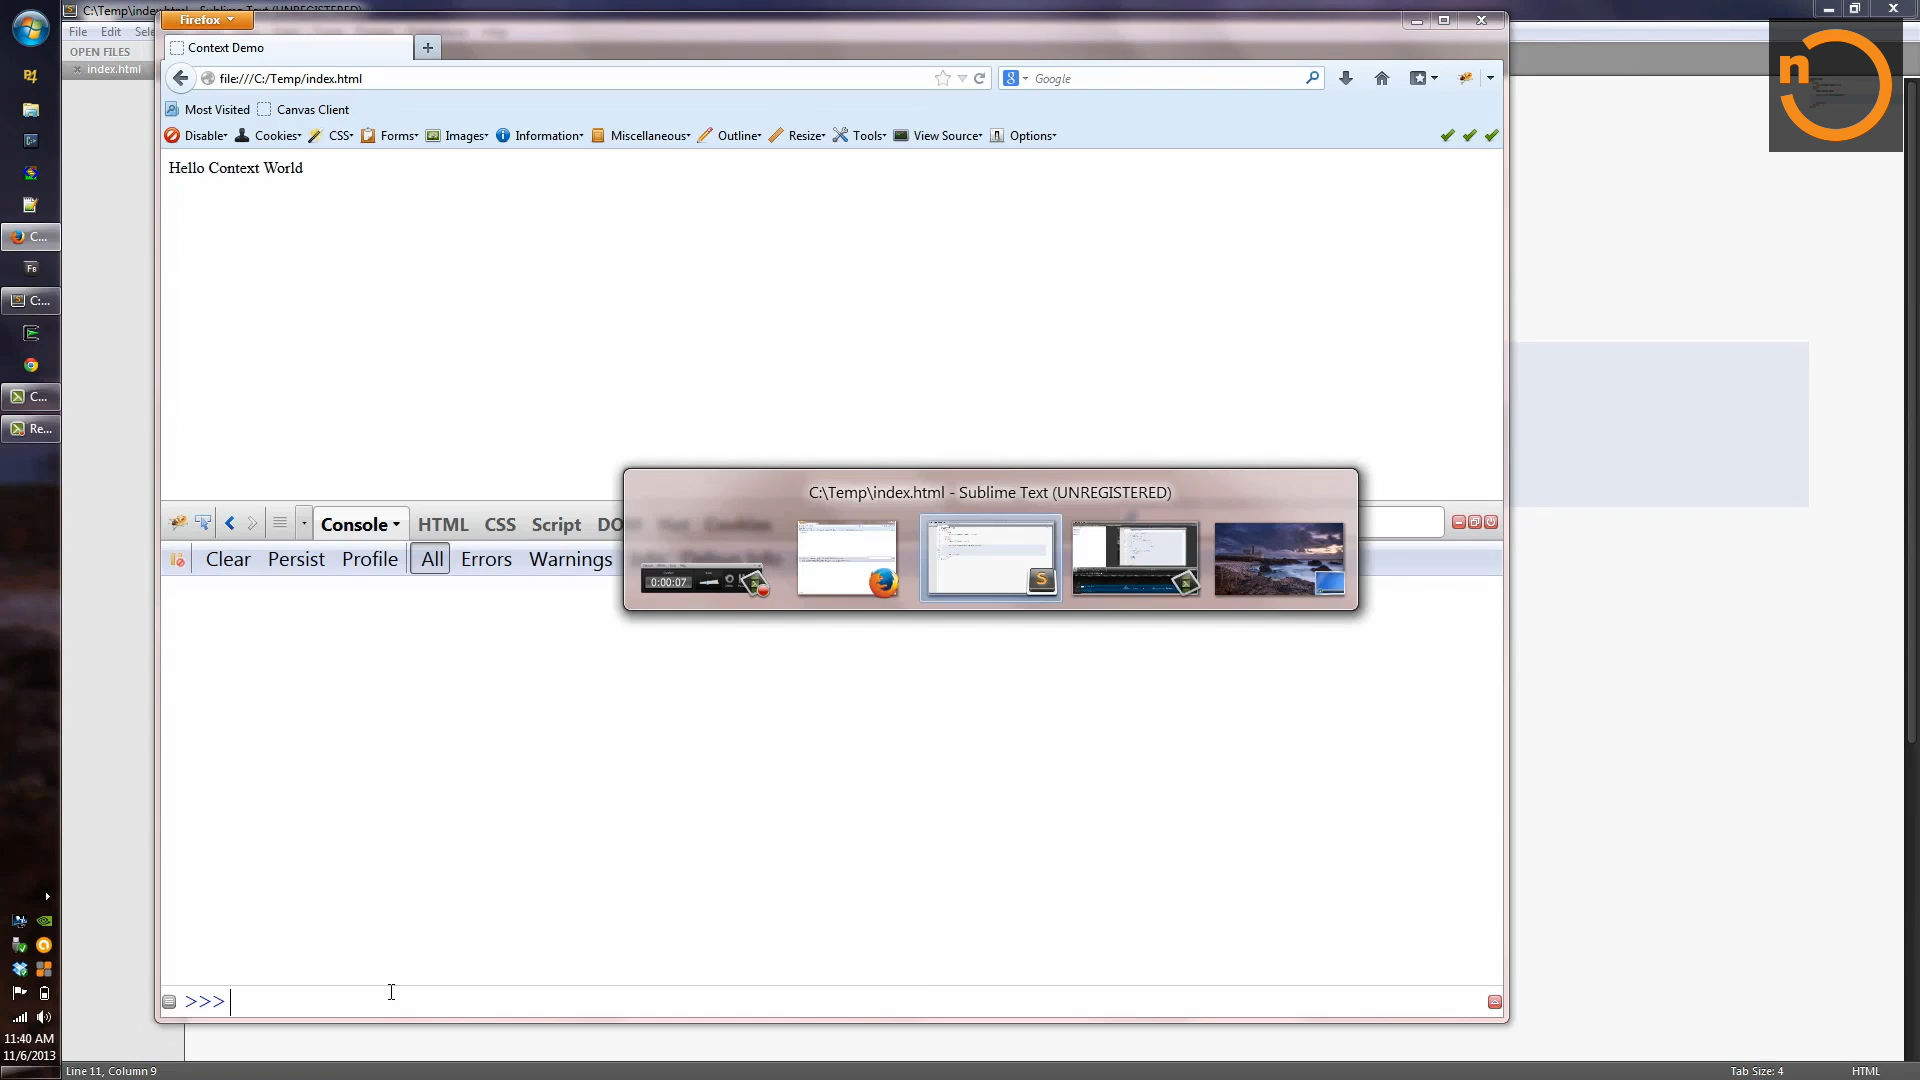 C:\Temp\index.html - Sublime Text (UNREGISTERED)
File Edit Sele
OPEN FILES
index.html
Firefox
Context Demo
file:///C:/Temp/index.html
Google
Most Visited Canvas Client
Disable Cookies CSS Forms Images Information Miscellaneous Outline Resize Tools View Source Options
Hello Context World
n
C:\Temp\index.html - Sublime Text (UNREGISTERED)
0:00:07
Console HTML CSS Script DO
Clear Persist Profile All Errors Warnings
>>>
C...
C:...
C...
Re...
11:40 AM
11/6/2013
Line 11, Column 9
Tab Size: 4
HTML